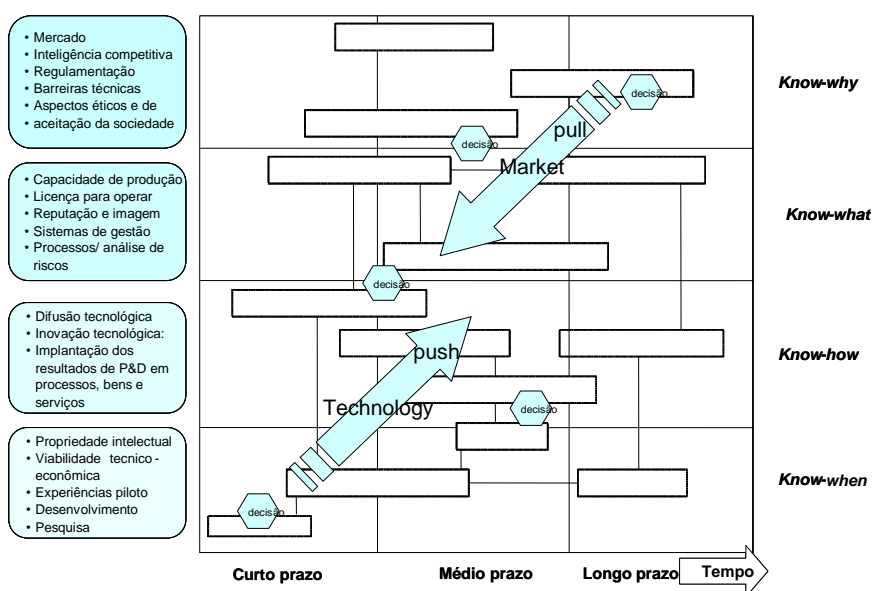 • Mercado
• Inteligência competitiva
• Regulamentação
• Barreiras técnicas
• Aspectos éticos e de
• aceitação da sociedade
decisão
pull
decisão
Market
Know-why
• Capacidade de produção
• Licença para operar
• Reputação e imagem
• Sistemas de gestão
• Processos/ análise de
riscos
decisão
Know-what
• Difusão tecnológica
• Inovação tecnológica:
• Implantação dos
resultados de P&D em
processos, bens e
serviços
push
Technology
decisão
Know-how
• Propriedade intelectual
• Viabilidade tecnico -
econômica
• Experiências piloto
• Desenvolvimento
• Pesquisa
decisão
Know-when
Curto prazo
Médio prazo
Longo prazo
Tempo